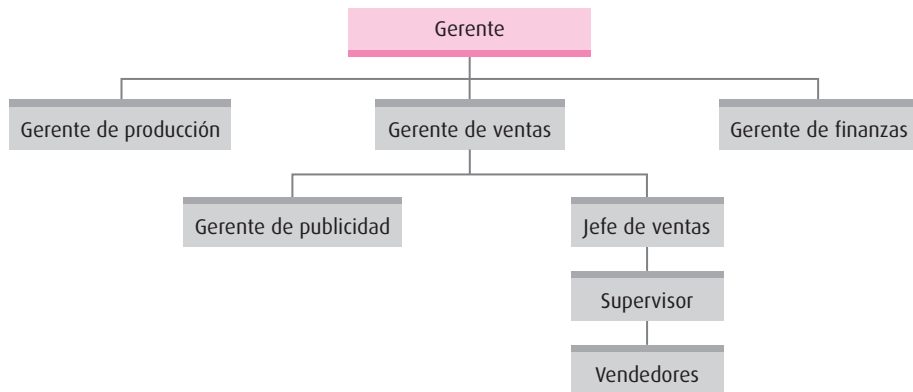 Gerente
Gerente de producción
Gerente de ventas
Gerente de finanzas
Gerente de publicidad
Jefe de ventas
Supervisor
Vendedores